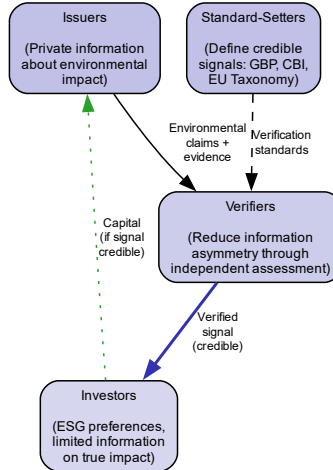 Issuers
(Private information
about environmental
impact)
Standard-Setters
(Define credible
signals: GBP, CBI,
EU Taxonomy)
Environmental
claims +
evidence
Verification
standards
Verifiers
(Reduce information
asymmetry through
independent assessment)
Capital
(if signal
credible)
Verified
signal
(credible)
Investors
(ESG preferences,
limited information
on true impact)